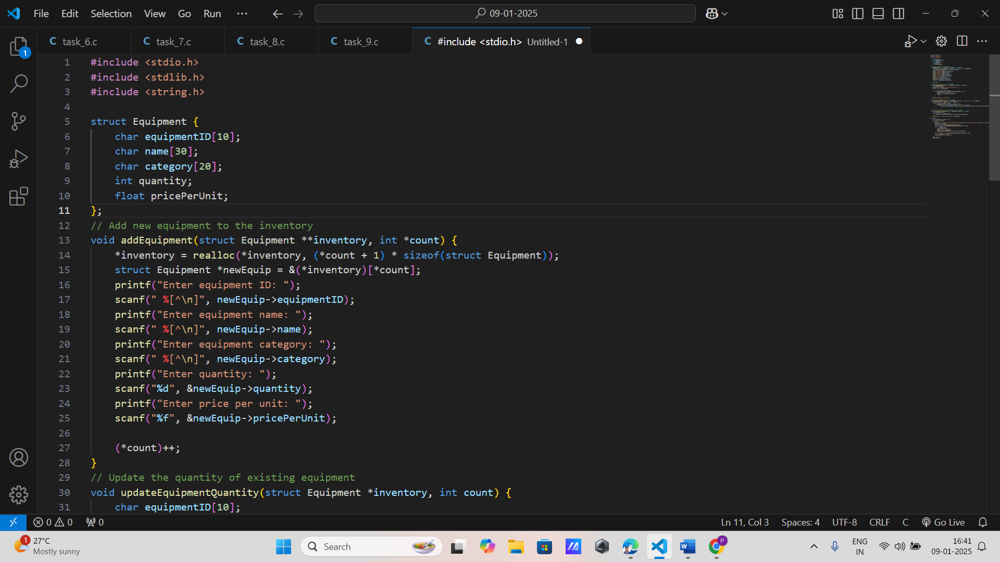 File Edit Selection View Go Run ··· 09-01-2025
1
C task_6.c C task_7.c C task_8.c C task_9.c C #include <stdio.h> Untitled-1
1 #include <stdio.h>
2 #include <stdlib.h>
3 #include <string.h>
4
5 struct Equipment {
6 char equipmentID[10];
7 char name[30];
8 char category[20];
9 int quantity;
10 float pricePerUnit;
11 };
12 // Add new equipment to the inventory
13 void addEquipment(struct Equipment **inventory, int *count) {
14 *inventory = realloc(*inventory, (*count + 1) * sizeof(struct Equipment));
15 struct Equipment *newEquip = &(*inventory)[*count];
16 printf("Enter equipment ID: ");
17 scanf(" %[^\n]", newEquip->equipmentID);
18 printf("Enter equipment name: ");
19 scanf(" %[^\n]", newEquip->name);
20 printf("Enter equipment category: ");
21 scanf(" %[^\n]", newEquip->category);
22 printf("Enter quantity: ");
23 scanf("%d", &newEquip->quantity);
24 printf("Enter price per unit: ");
25 scanf("%f", &newEquip->pricePerUnit);
26
27 (*count)++;
28 }
29 // Update the quantity of existing equipment
30 void updateEquipmentQuantity(struct Equipment *inventory, int count) {
31 char equipmentID[10];
0 0 0 Ln 11, Col 3 Spaces: 4 UTF-8 CRLF C Go Live
1 27°C
Mostly sunny
Search
W
P
ENG
IN
16:41
09-01-2025